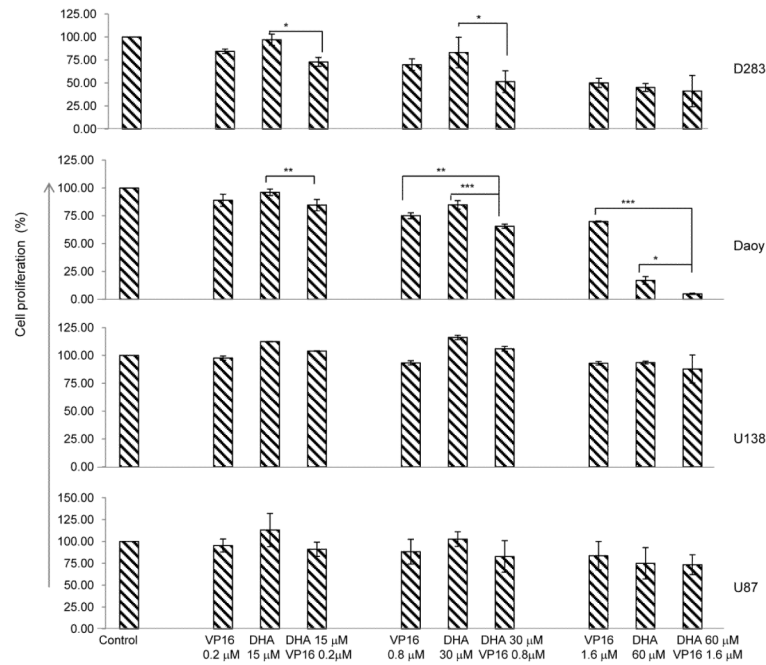 *
*
100.00
75.00
50.00
25.00
0.00
D283
125.00
100.00
75.00
50.00
25.00
0.00
**
**
***
***
*
Daoy
Cell proliferation (%)
125.00
100.00
75.00
50.00
25.00
0.00
U138
150.00
125.00
100.00
75.00
50.00
25.00
0.00
U87
Control
VP16
0.2 µM
DHA
15 µM
DHA 15 µM
VP16 0.2µM
VP16
0.8 µM
DHA
30 µM
DHA 30 µM
VP16 0.8µM
VP16
1.6 µM
DHA
60 µM
DHA 60 µM
VP16 1.6 µM